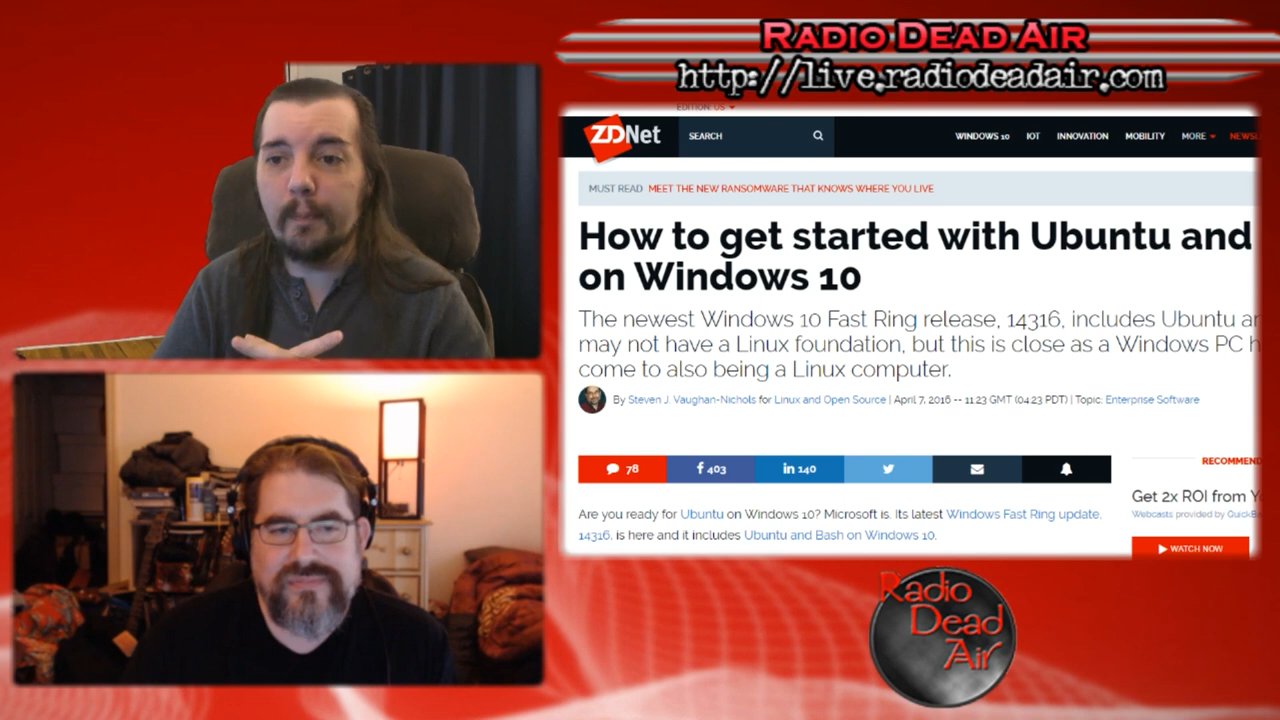 RADIO DEAD AIR
http://live.radiodeadair.com
EDITION: US
ZDNet
SEARCH
WINDOWS 10 IOT INNOVATION MOBILITY MORE NEWSL
MUST READ MEET THE NEW RANSOMWARE THAT KNOWS WHERE YOU LIVE
How to get started with Ubuntu and
on Windows 10
The newest Windows 10 Fast Ring release, 14316, includes Ubuntu a
may not have a Linux foundation, but this is close as a Windows PC h
come to also being a Linux computer.
By Steven J. Vaughan-Nichols for Linux and Open Source | April 7, 2016 -- 11:23 GMT (04:23 PDT) | Topic: Enterprise Software
78 f 403 in 140
RECOMMEND
Get 2x ROI from Yo
Webcasts provided by QuickB
WATCH NOW
Are you ready for Ubuntu on Windows 10? Microsoft is. Its latest Windows Fast Ring update,
14316, is here and it includes Ubuntu and Bash on Windows 10.
Radio
Dead
Air